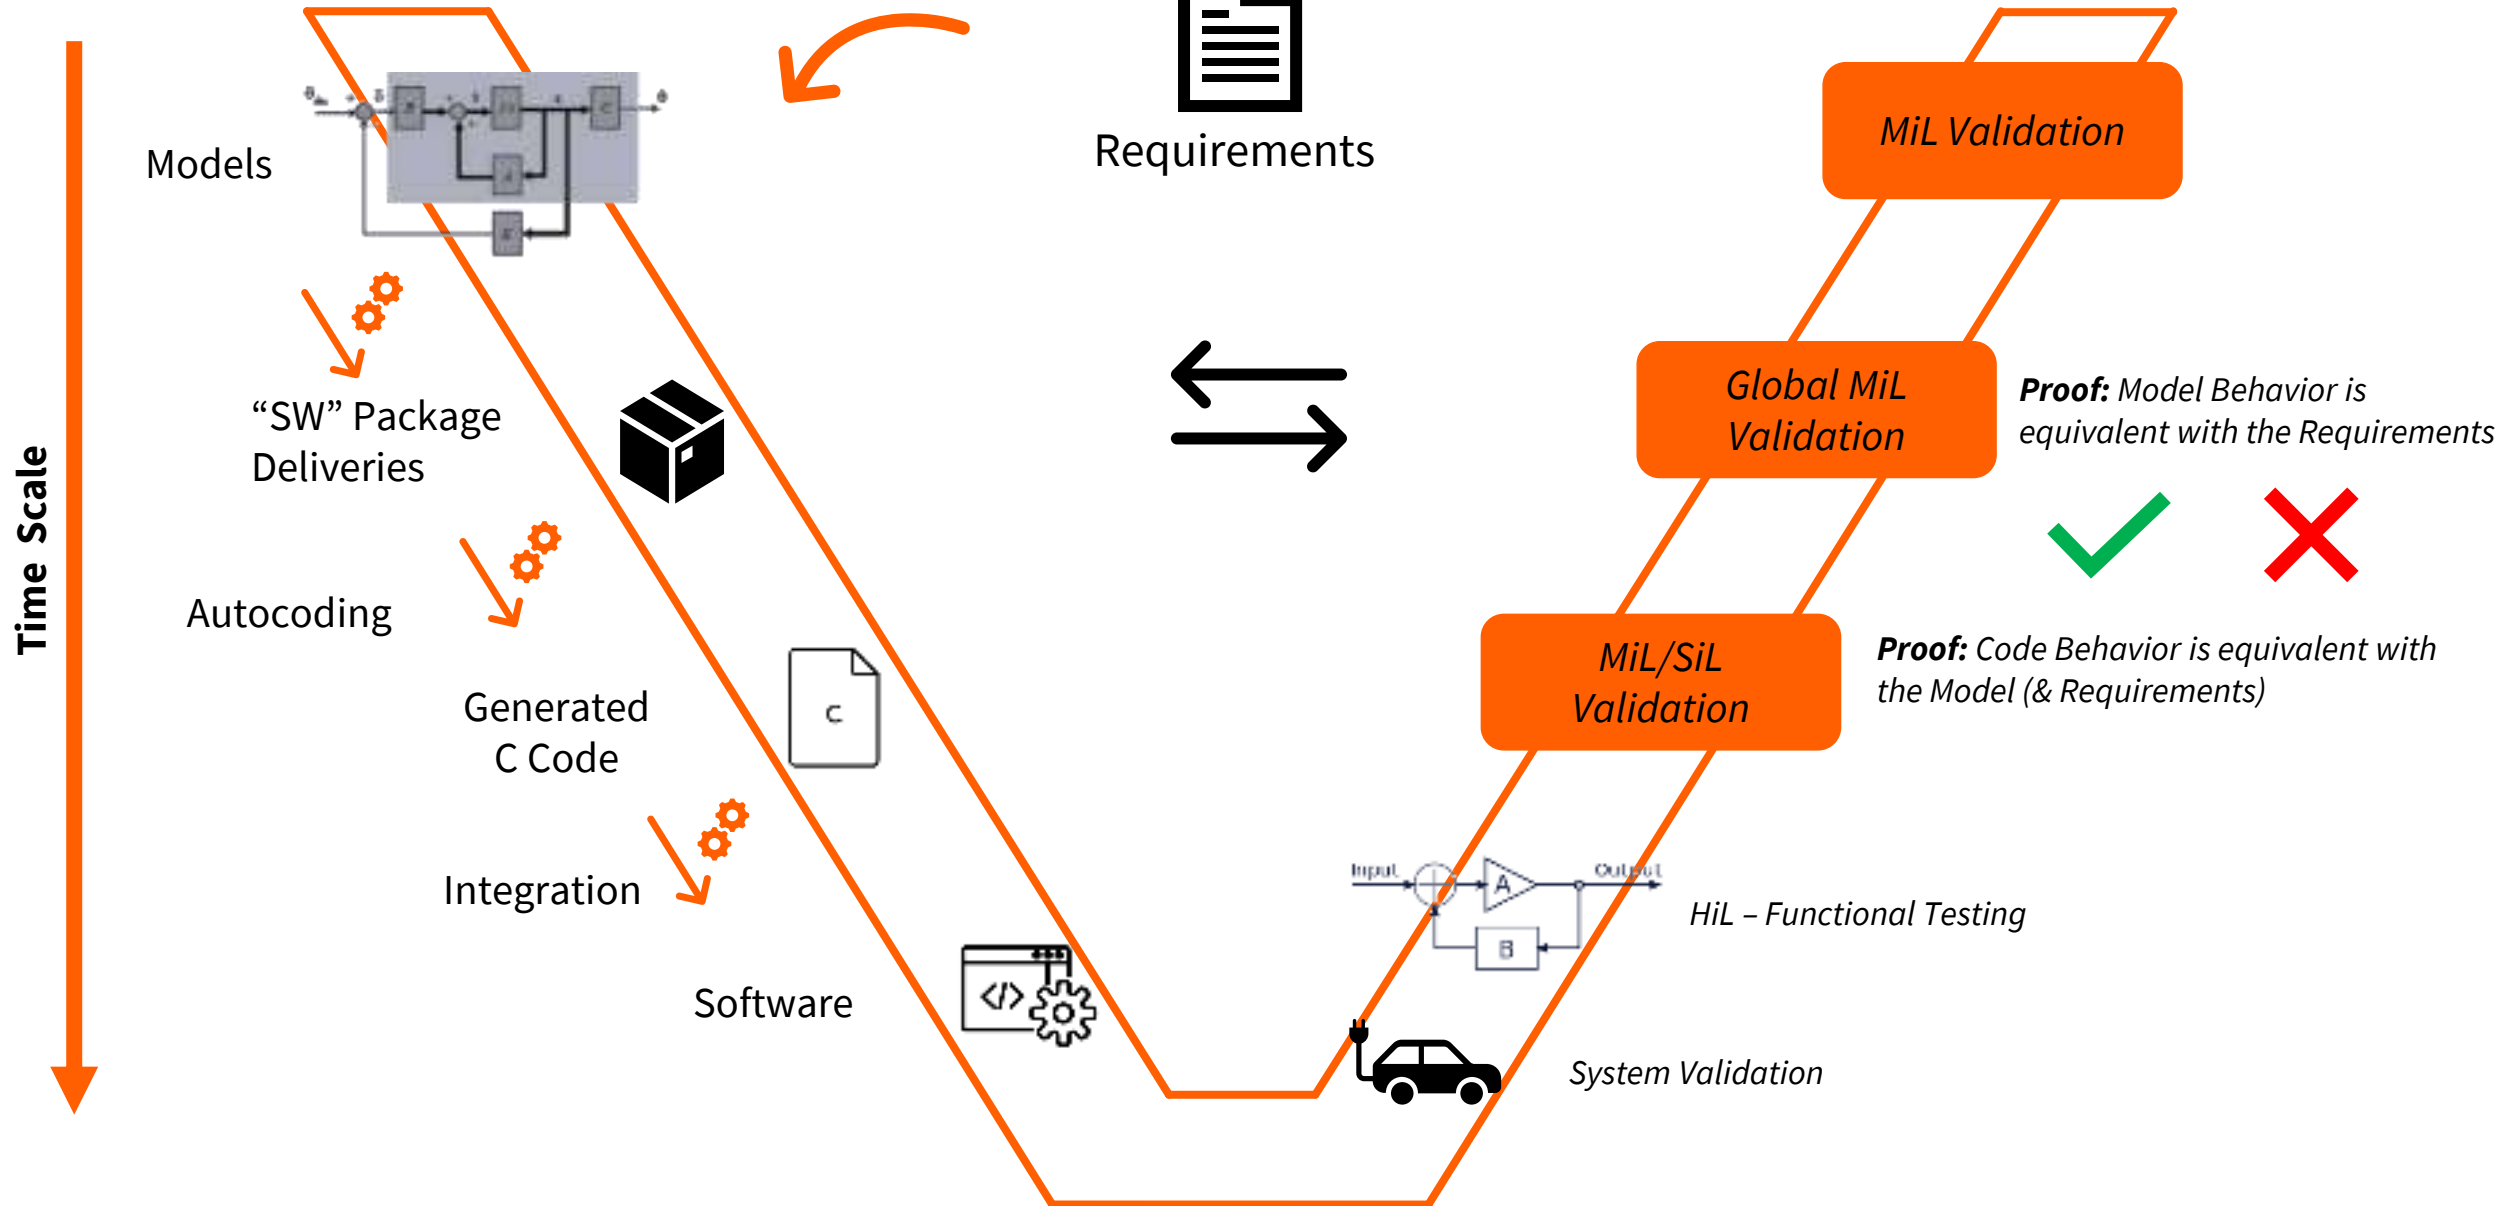 Requirements
MiL Validation
Models
Global MiL
Validation
Proof: Model Behavior is
equivalent with the Requirements
“SW” Package
Deliveries
Time Scale
Autocoding
MiL/SiL
Validation
Proof: Code Behavior is equivalent with
the Model (& Requirements)
Generated
C Code
C
Integration
Input
A
Output
B
HiL – Functional Testing
Software
</>
System Validation